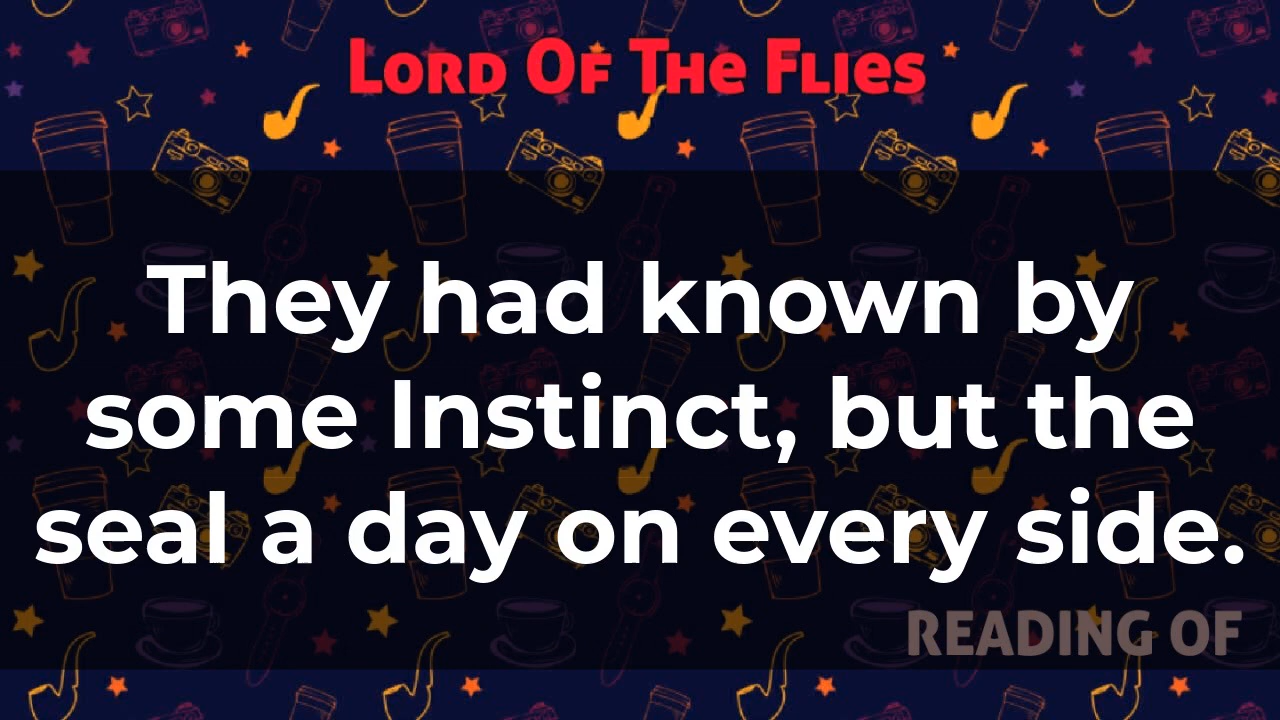 Lord Of The Flies
They had known by
some Instinct, but the
seal a day on every side.
READING OF